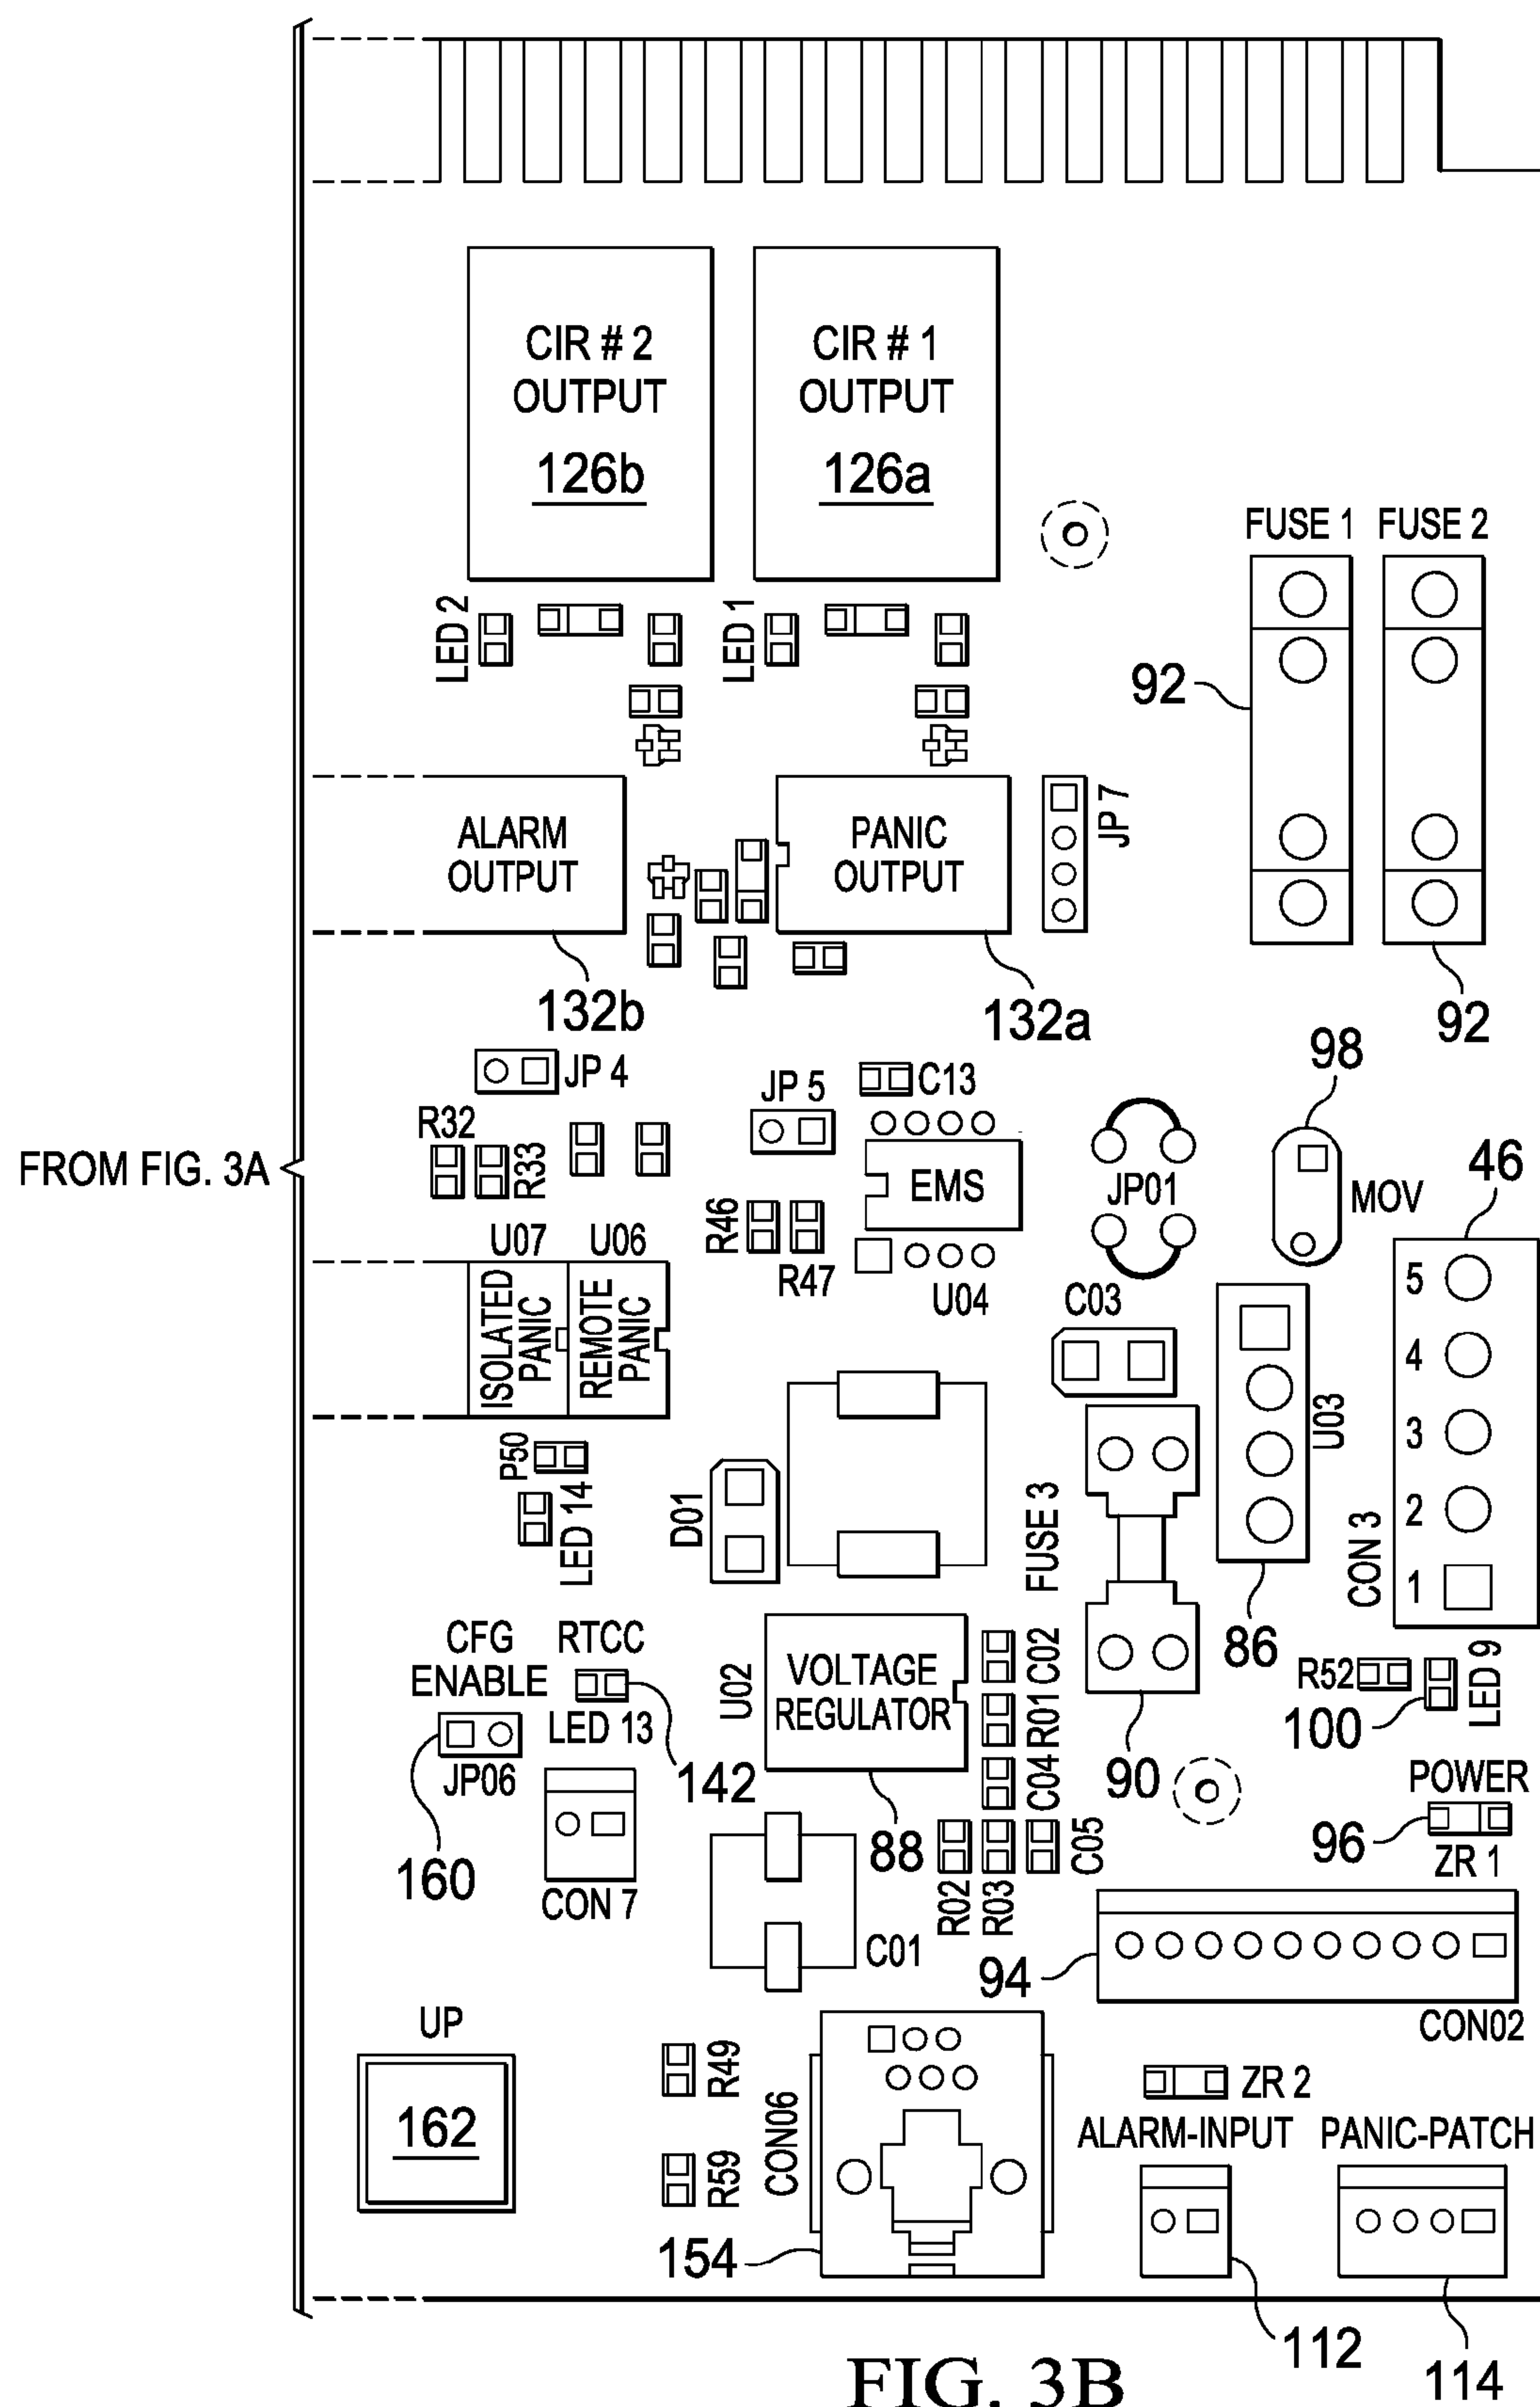 CIR # 2
OUTPUT
126b
CIR # 1
OUTPUT
126a
FUSE 1
FUSE 2
LED 2
LED 1
92
ALARM
OUTPUT
PANIC
OUTPUT
JP 7
132b
132a
92
98
JP 4
JP 5
C13
R32
R33
FROM FIG. 3A
EMS
JP01
MOV
46
R46
R47
U04
U07
U06
ISOLATED
PANIC
REMOTE
PANIC
C03
U03
5
4
3
2
1
CON 3
P50
LED 14
D01
FUSE 3
86
CFG
ENABLE
RTCC
LED 13
JP06
142
U02
VOLTAGE
REGULATOR
C02
R01
C04
R52
LED 9
100
90
POWER
96
ZR 1
160
CON 7
88
R02
R03
C05
C01
94
CON02
UP
162
R49
R59
CON06
ZR 2
ALARM-INPUT
PANIC-PATCH
154
112
114
FIG. 3B